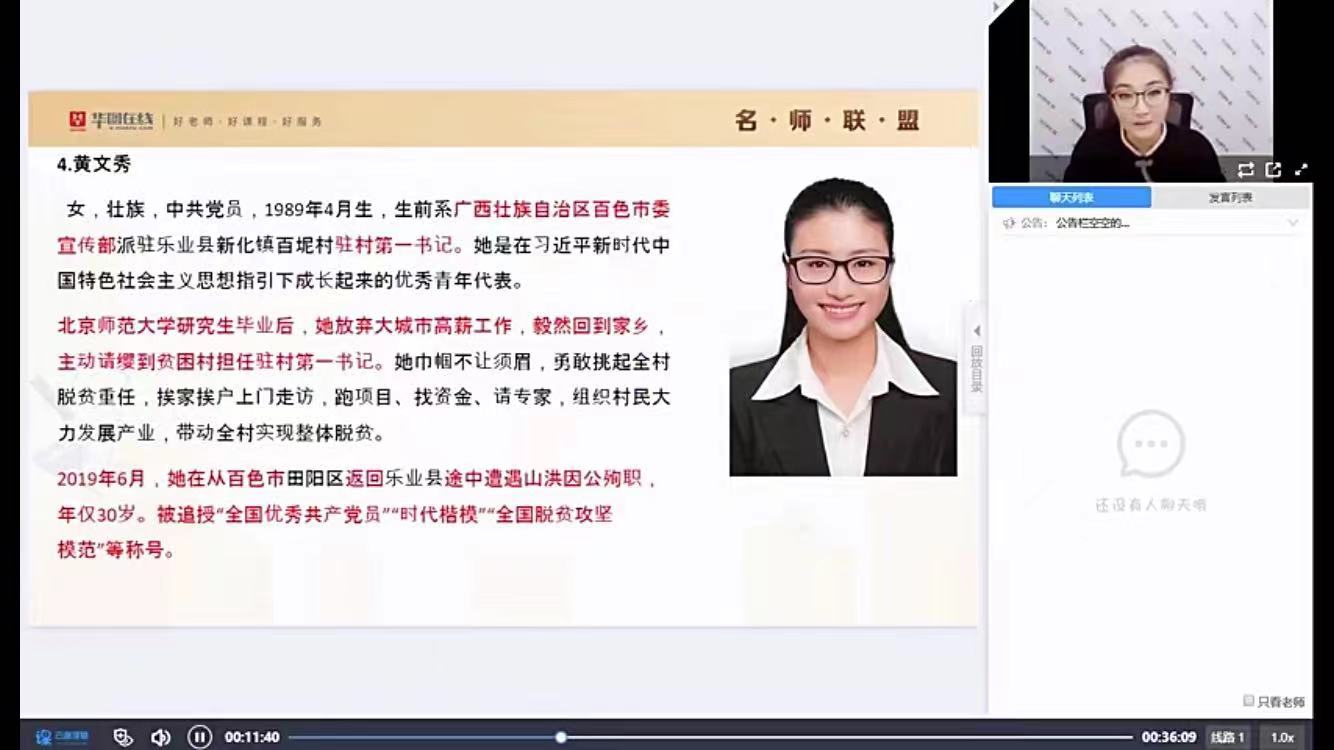 华图在线
好老师·好课程·好服务
名·师·联·盟
4.黄文秀
女，壮族，中共党员，1989年4月生，生前系广西壮族自治区百色市委
宣传部派驻乐业县新化镇百坭村驻村第一书记。她是在习近平新时代中
国特色社会主义思想指引下成长起来的优秀青年代表。
北京师范大学研究生毕业后，她放弃大城市高薪工作，毅然回到家乡，
主动请缨到贫困村担任驻村第一书记。她巾帼不让须眉，勇敢挑起全村
脱贫重任，挨家挨户上门走访，跑项目、找资金、请专家，组织村民大
力发展产业，带动全村实现整体脱贫。
2019年6月，她在从百色市田阳区返回乐业县途中遭遇山洪因公殉职，
年仅30岁。被追授“全国优秀共产党员”“时代楷模”“全国脱贫攻坚
模范”等称号。
回放目录
聊天列表
发言列表
公告：公告栏空空的...
还没有人聊天哦
只看老师
00:11:40
00:36:09
线路1
1.0x